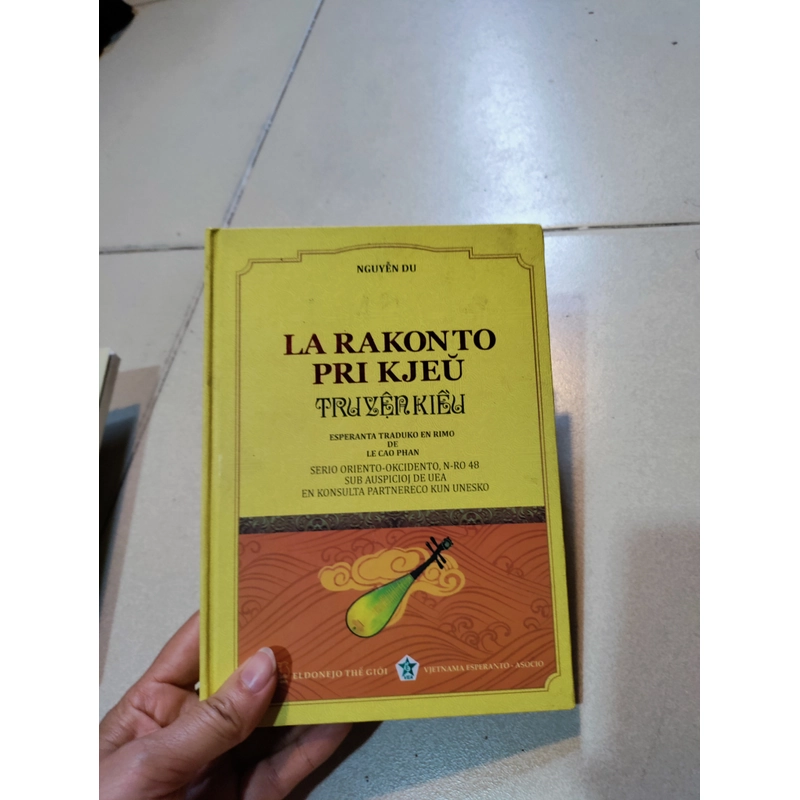 NGUYỄN DU
LA RAKONTO
PRI KJEŬ
TRUYỆN KIỀU
ESPERANTA TRADUKO EN RIMO
DE
LE CAO PHAN
SERIO ORIENTO-OKCIDENTO, N-RO 48
SUB AUSPICIOJ DE UEA
EN KONSULTA PARTNERECO KUN UNESKO
ELDONEJO THẾ GIỚI
VJETNAMA ESPERANTO - ASOCIO